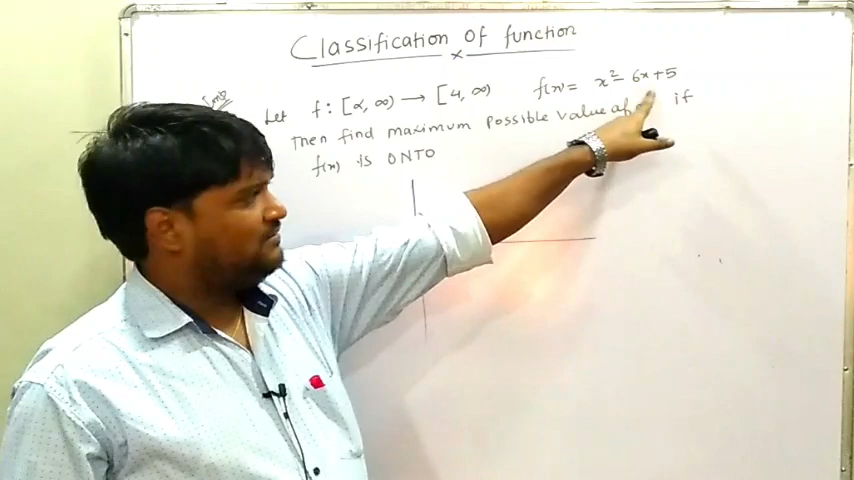 Classification of function
Imp
Let f : [α, ∞) → [4, ∞) f(x) = x² - 6x + 5
Then find maximum possible value of if
f(x) is ONTO